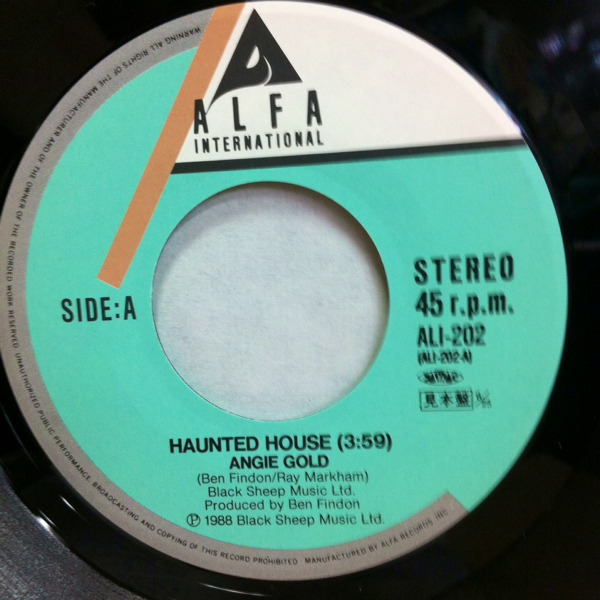 ALFA
INTERNATIONAL
SIDE:A
STEREO
45 r.p.m.
ALI-202
(ALI-202-A)
見本盤
HAUNTED HOUSE (3:59)
ANGIE GOLD
(Ben Findon/Ray Markham)
Black Sheep Music Ltd.
Produced by Ben Findon
Ⓟ 1988 Black Sheep Music Ltd.
WARNING: ALL RIGHTS OF THE MANUFACTURER AND OF THE OWNER OF THE RECORDED WORK RESERVED. UNAUTHORIZED PUBLIC PERFORMANCE, BROADCASTING AND COPYING OF THIS RECORD PROHIBITED MANUFACTURED BY ALFA RECORDS INC.